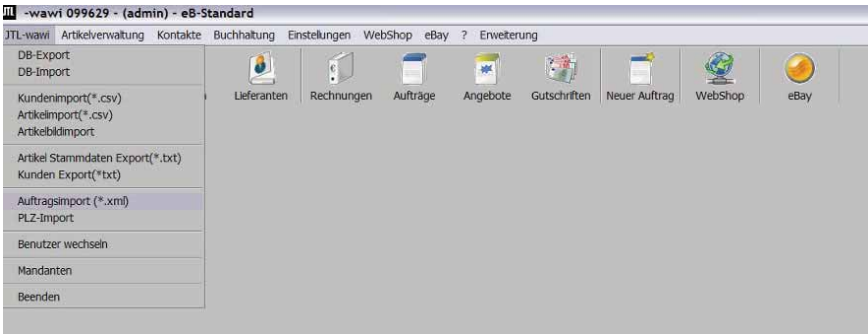 JTL -wawi 099629 - (admin) - eB-Standard
JTL-wawi Artikelverwaltung Kontakte Buchhaltung Einstellungen WebShop eBay ? Erweiterung
DB-Export
DB-Import
Kundenimport(*.csv)
Artikelimport(*.csv)
Artikelbildimport
Artikel Stammdaten Export(*.txt)
Kunden Export(*txt)
Auftragsimport (*.xml)
PLZ-Import
Benutzer wechseln
Mandanten
Beenden
Lieferanten Rechnungen Aufträge Angebote Gutschriften Neuer Auftrag WebShop eBay